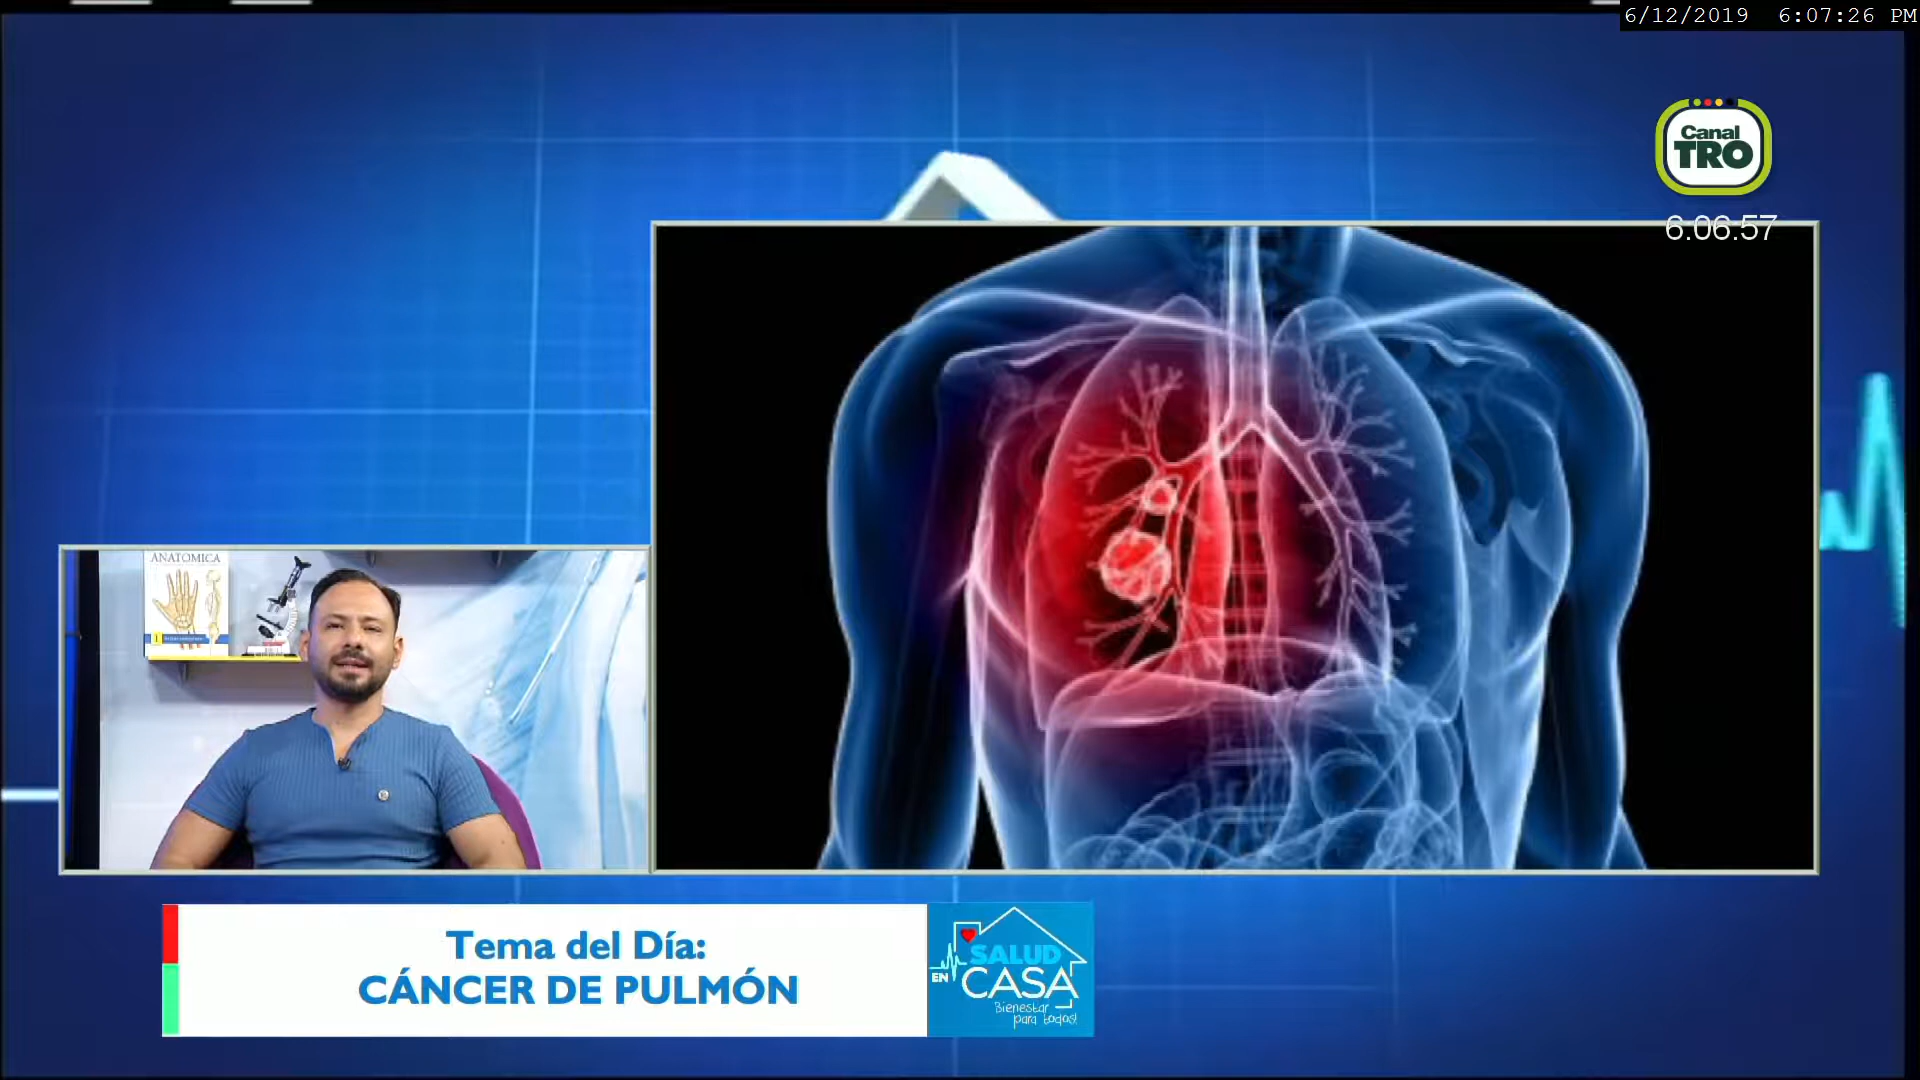 6/12/2019 6:07:26 PM
Canal
TRO
6:06:57
ANATOMICA
1
Tema del Día:
CÁNCER DE PULMÓN
SALUD
EN
CASA
Bienestar
para todos!